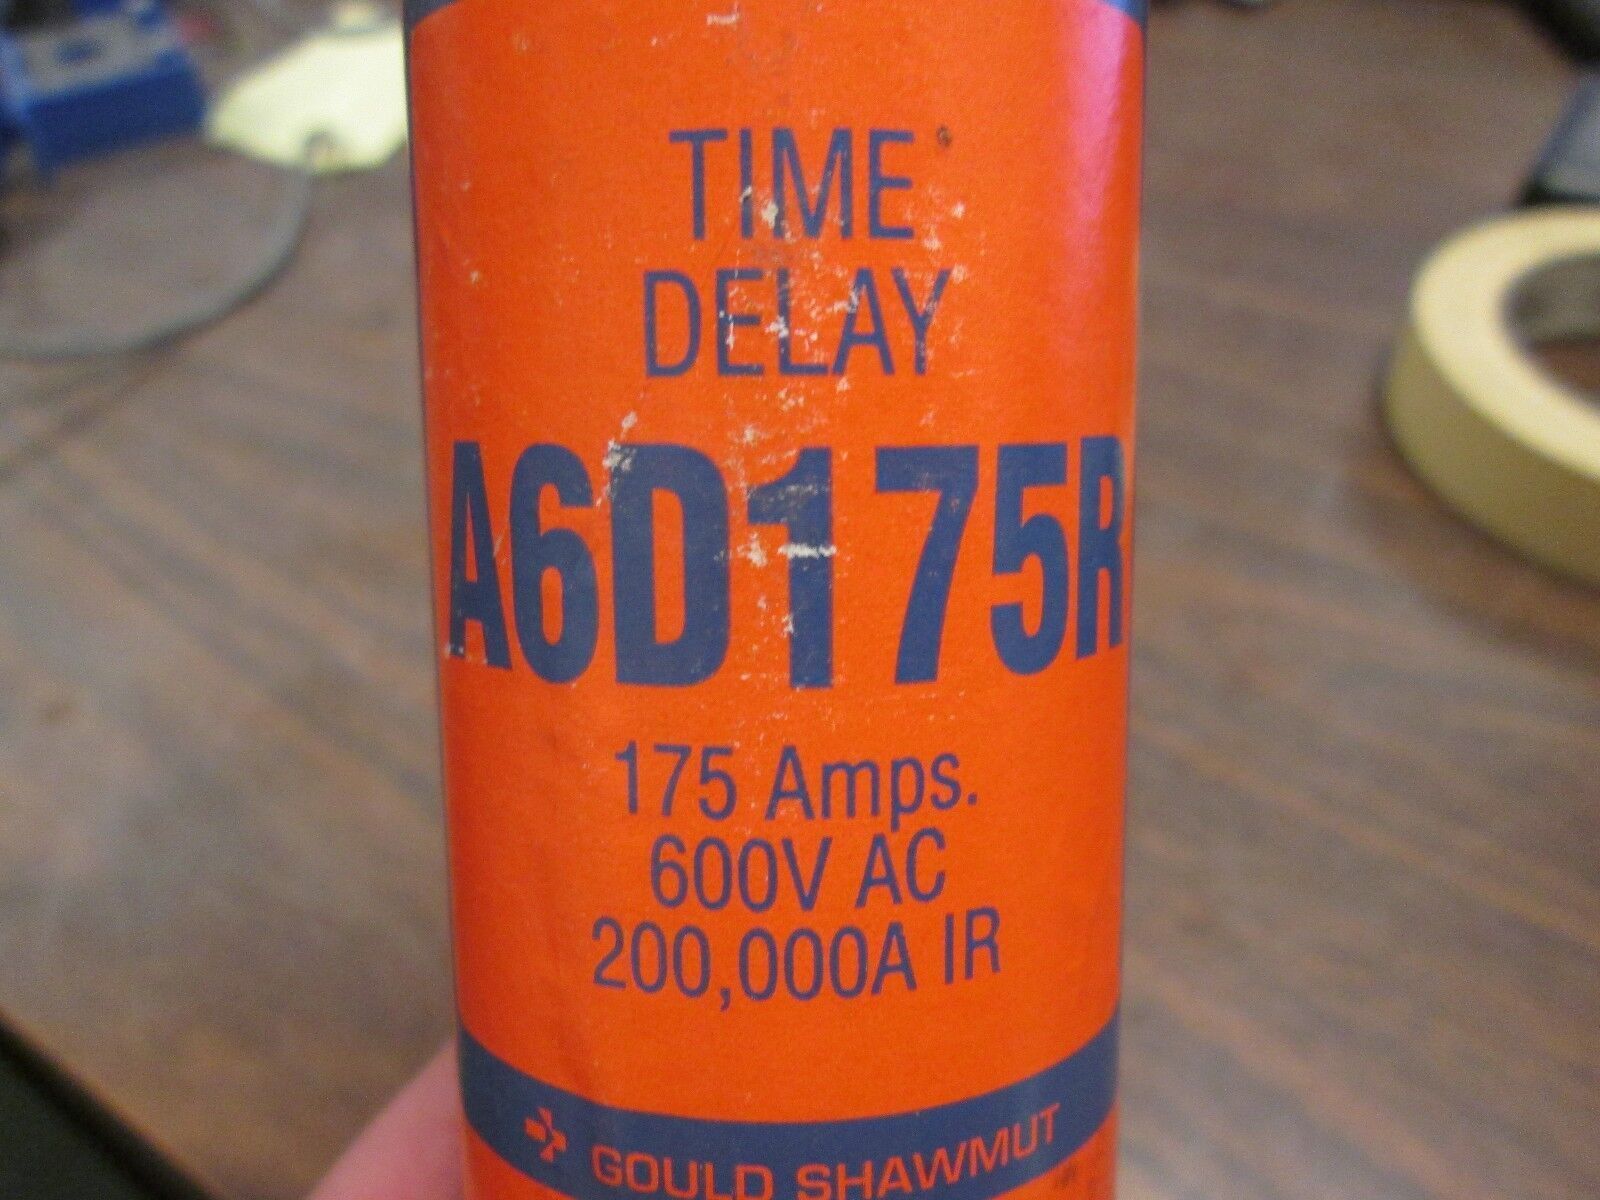 TIME
DELAY
A6D175R
175 Amps.
600V AC
200,000A IR
GOULD SHAWMUT